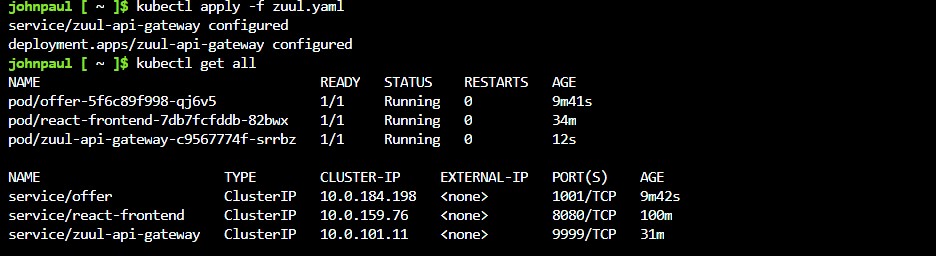 johnpaul [ ~ ]$ kubectl apply -f zuul.yaml
service/zuul-api-gateway configured
deployment.apps/zuul-api-gateway configured
johnpaul [ ~ ]$ kubectl get all
NAME READY STATUS RESTARTS AGE
pod/offer-5f6c89f998-qj6v5 1/1 Running 0 9m41s
pod/react-frontend-7db7fcfddb-82bwx 1/1 Running 0 34m
pod/zuul-api-gateway-c9567774f-srrbz 1/1 Running 0 12s
NAME TYPE CLUSTER-IP EXTERNAL-IP PORT(S) AGE
service/offer ClusterIP 10.0.184.198 <none> 1001/TCP 9m42s
service/react-frontend ClusterIP 10.0.159.76 <none> 8080/TCP 100m
service/zuul-api-gateway ClusterIP 10.0.101.11 <none> 9999/TCP 31m